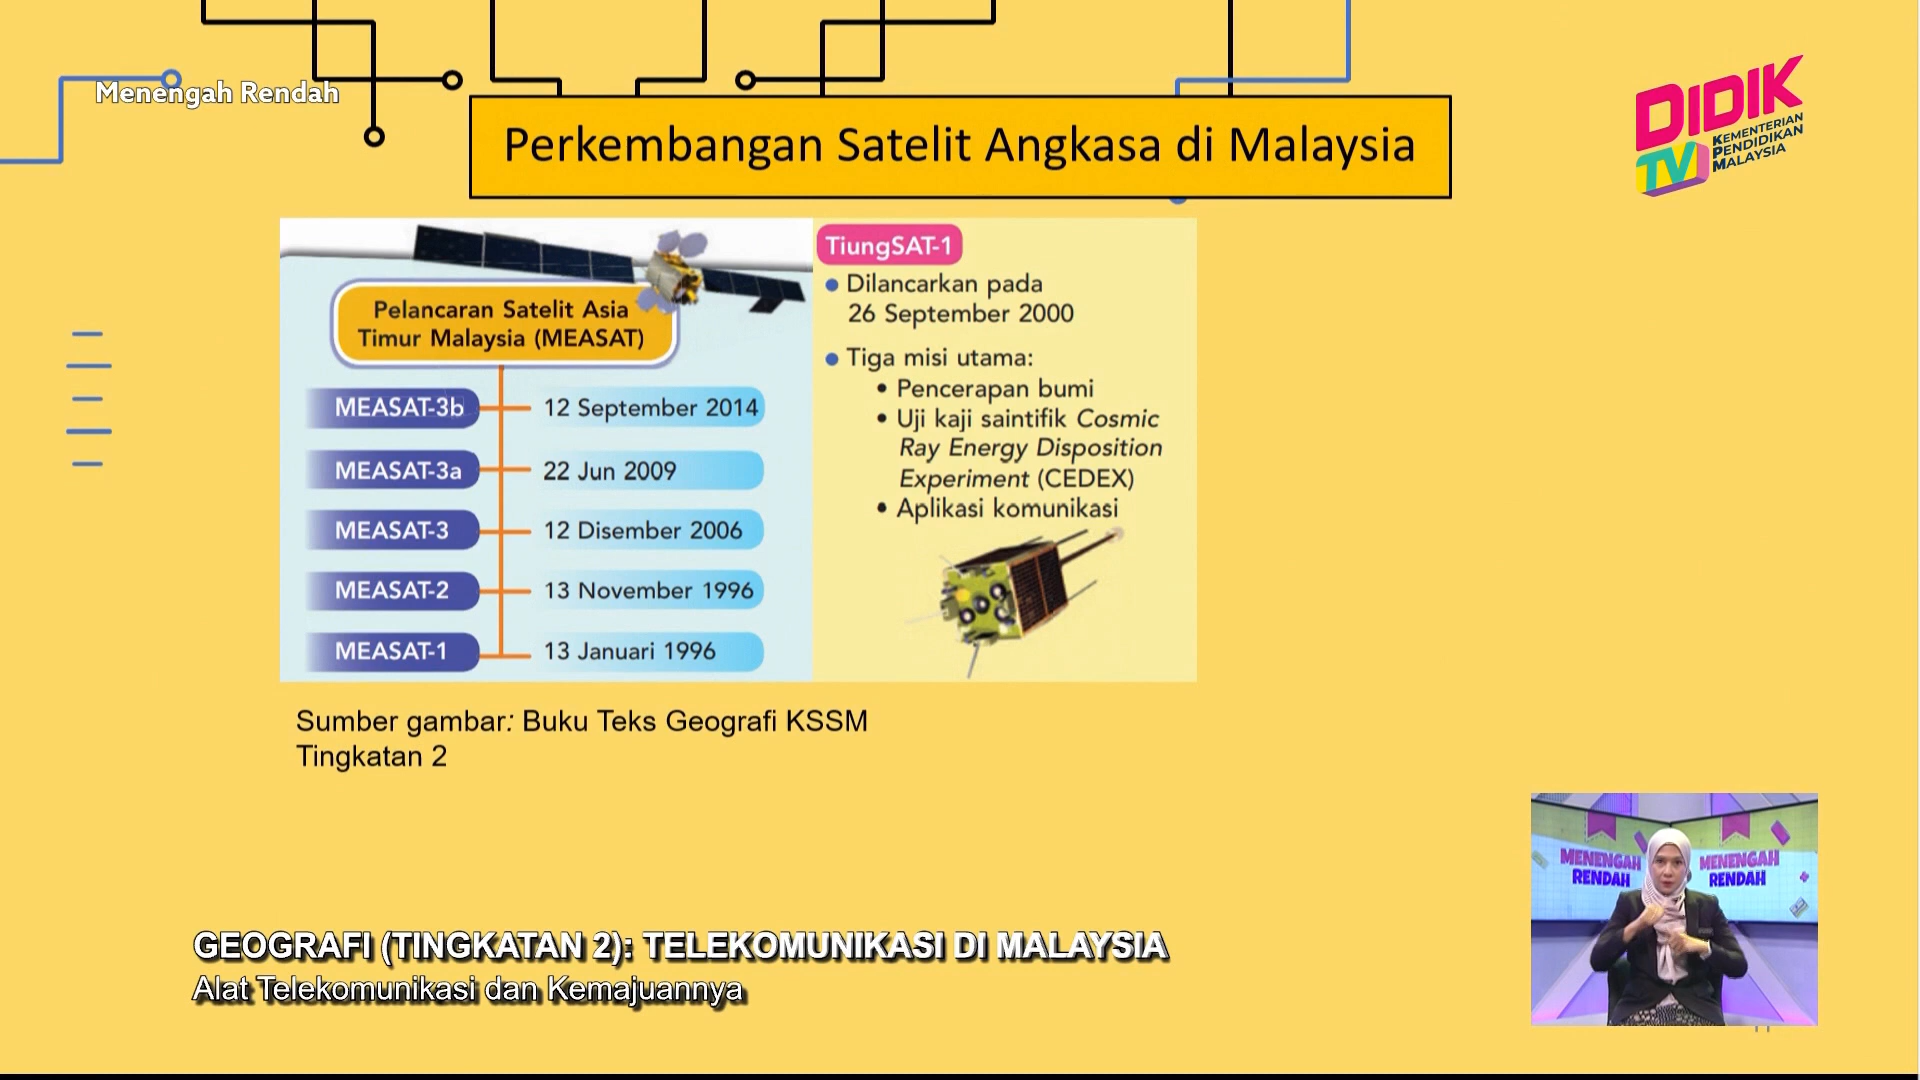 Menengah Rendah
Perkembangan Satelit Angkasa di Malaysia
DIDIK
TV
KEMENTERIAN
PENDIDIKAN
MALAYSIA
Pelancaran Satelit Asia
Timur Malaysia (MEASAT)
MEASAT-3b 12 September 2014
MEASAT-3a 22 Jun 2009
MEASAT-3 12 Disember 2006
MEASAT-2 13 November 1996
MEASAT-1 13 Januari 1996
TiungSAT-1
• Dilancarkan pada
26 September 2000
• Tiga misi utama:
• Pencerapan bumi
• Uji kaji saintifik Cosmic
Ray Energy Disposition
Experiment (CEDEX)
• Aplikasi komunikasi
Sumber gambar: Buku Teks Geografi KSSM
Tingkatan 2
MENENGAH
RENDAH
MENENGAH
RENDAH
GEOGRAFI (TINGKATAN 2): TELEKOMUNIKASI DI MALAYSIA
Alat Telekomunikasi dan Kemajuannya